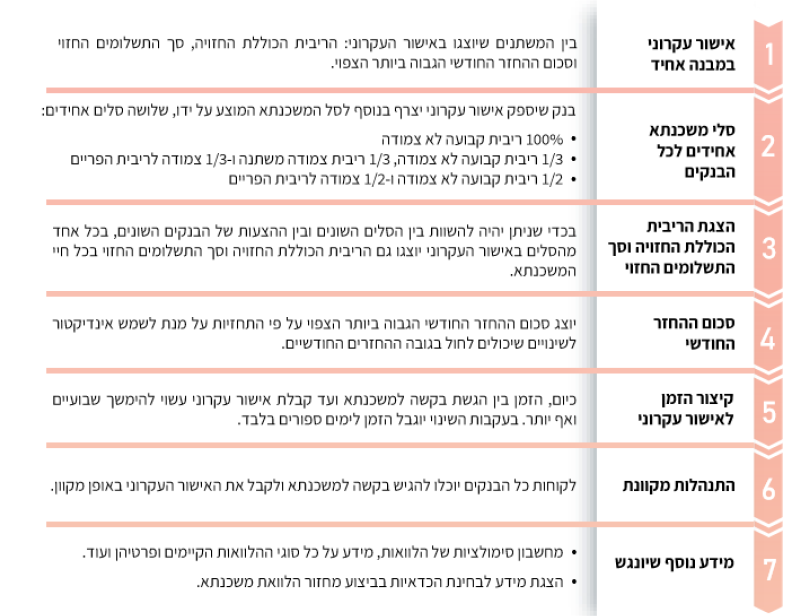 1
אישור עקרוני
במבנה אחיד
בין המשתנים שיוצגו באישור העקרוני: הריבית הכוללת החזויה, סך התשלומים החזוי
וסכום ההחזר החודשי הגבוה ביותר הצפוי.
2
סלי משכנתא
אחידים לכל
הבנקים
בנק שיספק אישור עקרוני יצרף בנוסף לסל המשכנתא המוצע על ידו, שלושה סלים אחידים:
• 100% ריבית קבועה לא צמודה
• 1/3 ריבית קבועה לא צמודה, 1/3 ריבית צמודה משתנה ו-1/3 צמודה לריבית הפריים
• 1/2 ריבית קבועה לא צמודה ו-1/2 צמודה לריבית הפריים
3
הצגת הריבית
הכוללת החזויה וסך
התשלומים החזוי
בכדי שניתן יהיה להשוות בין הסלים השונים ובין ההצעות של הבנקים השונים, בכל אחד
מהסלים באישור העקרוני יוצגו גם הריבית הכוללת החזויה וסך התשלומים החזוי בכל חיי
המשכנתא.
4
סכום ההחזר
החודשי
יוצג סכום ההחזר החודשי הגבוה ביותר הצפוי על פי התחזיות על מנת לשמש אינדיקטור
לשינויים שיכולים לחול בגובה ההחזרים החודשיים.
5
קיצור הזמן
לאישור עקרוני
כיום, הזמן בין הגשת בקשה למשכנתא ועד קבלת אישור עקרוני עשוי להימשך שבועיים
ואף יותר. בעקבות השינוי יוגבל הזמן לימים ספורים בלבד.
6
התנהלות מקוונת
לקוחות כל הבנקים יוכלו להגיש בקשה למשכנתא ולקבל את האישור העקרוני באופן מקוון.
7
מידע נוסף שיונגש
• מחשבון סימולציות של הלוואות, מידע על כל סוגי ההלוואות הקיימים ופרטיהן ועוד.
• הצגת מידע לבחינת הכדאיות בביצוע מחזור הלוואת משכנתא.